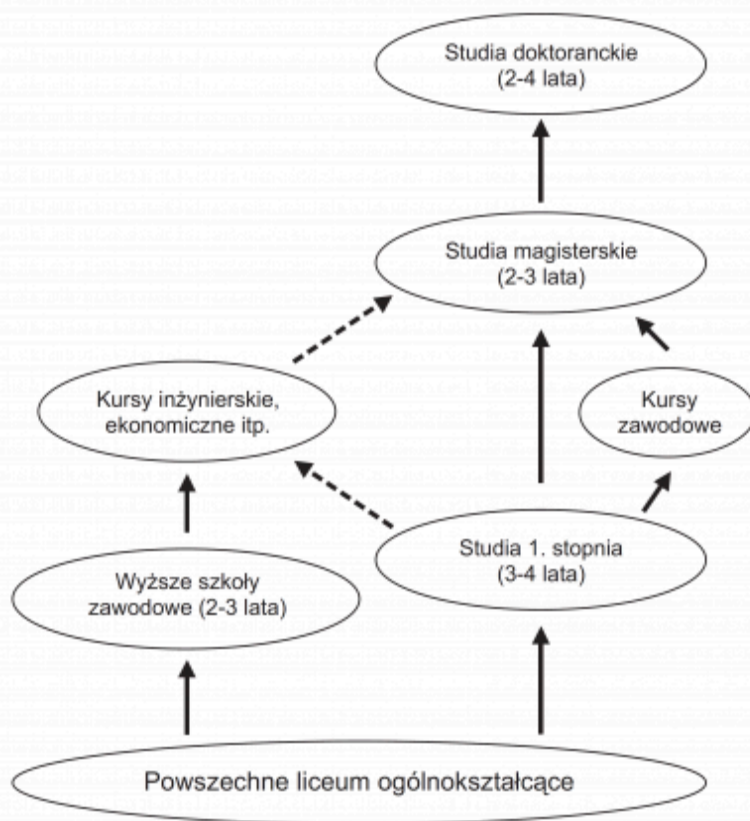 Studia doktoranckie
(2-4 lata)
Studia magisterskie
(2-3 lata)
Kursy inżynierskie,
ekonomiczne itp.
Kursy
zawodowe
Studia 1. stopnia
(3-4 lata)
Wyższe szkoły
zawodowe (2-3 lata)
Powszechne liceum ogólnokształcące